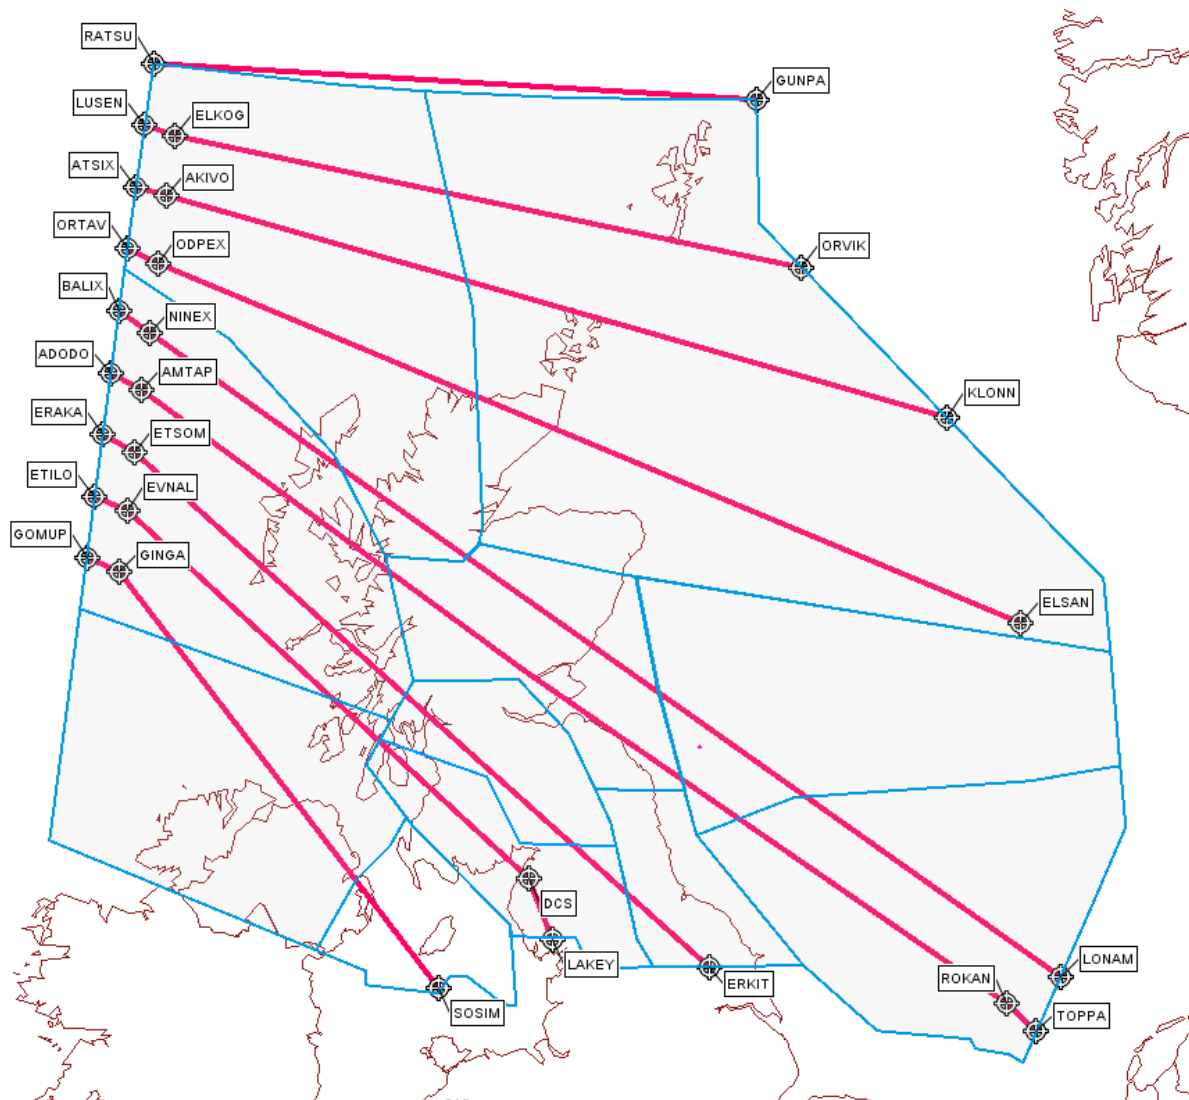 RATSU
GUNPA
LUSEN
ELKOG
ATSIX
AKIVO
ORTAV
ODPEX
ORVIK
BALIX
NINEX
ADODO
AMTAP
KLONN
ERAKA
ETSOM
ETILO
EVNAL
GOMUP
GINGA
ELSAN
DCS
LAKEY
LONAM
ROKAN
ERKIT
SOSIM
TOPPA